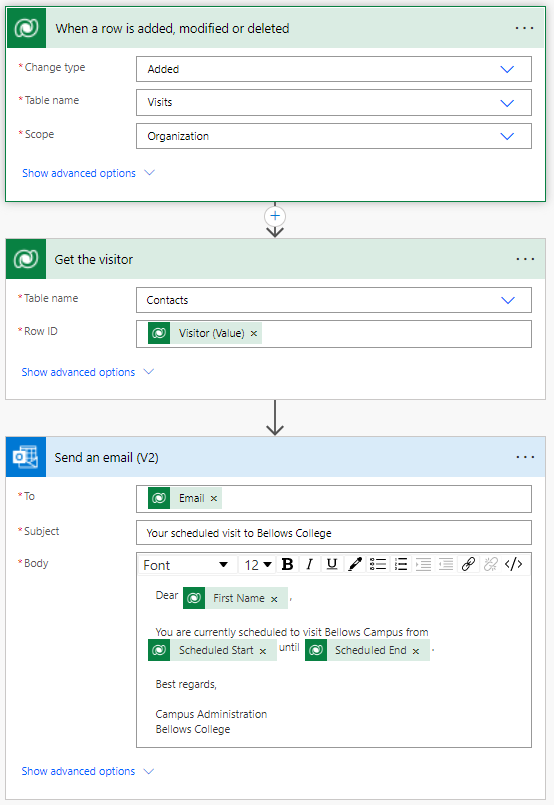 When a row is added, modified or deleted
* Change type Added
* Table name Visits
* Scope Organization
Show advanced options
Get the visitor
* Table name Contacts
* Row ID Visitor (Value) ×
Show advanced options
Send an email (V2)
* To Email ×
* Subject Your scheduled visit to Bellows College
* Body Font 12 B I U </>
Dear First Name × ,
You are currently scheduled to visit Bellows Campus from
Scheduled Start × until Scheduled End × .
Best regards,
Campus Administration
Bellows College
Show advanced options